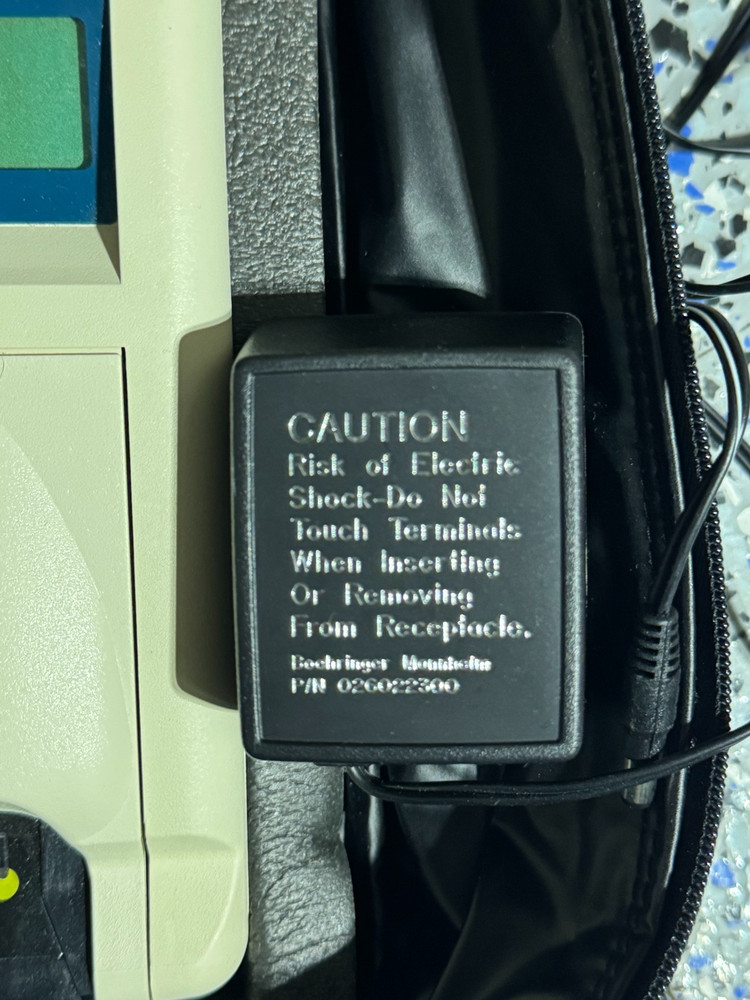 CAUTION
Risk of Electric
Shock-Do Not
Touch Terminals
When Inserting
Or Removing
From Receptacle.
Boehringer Mannheim
P/N 026022300